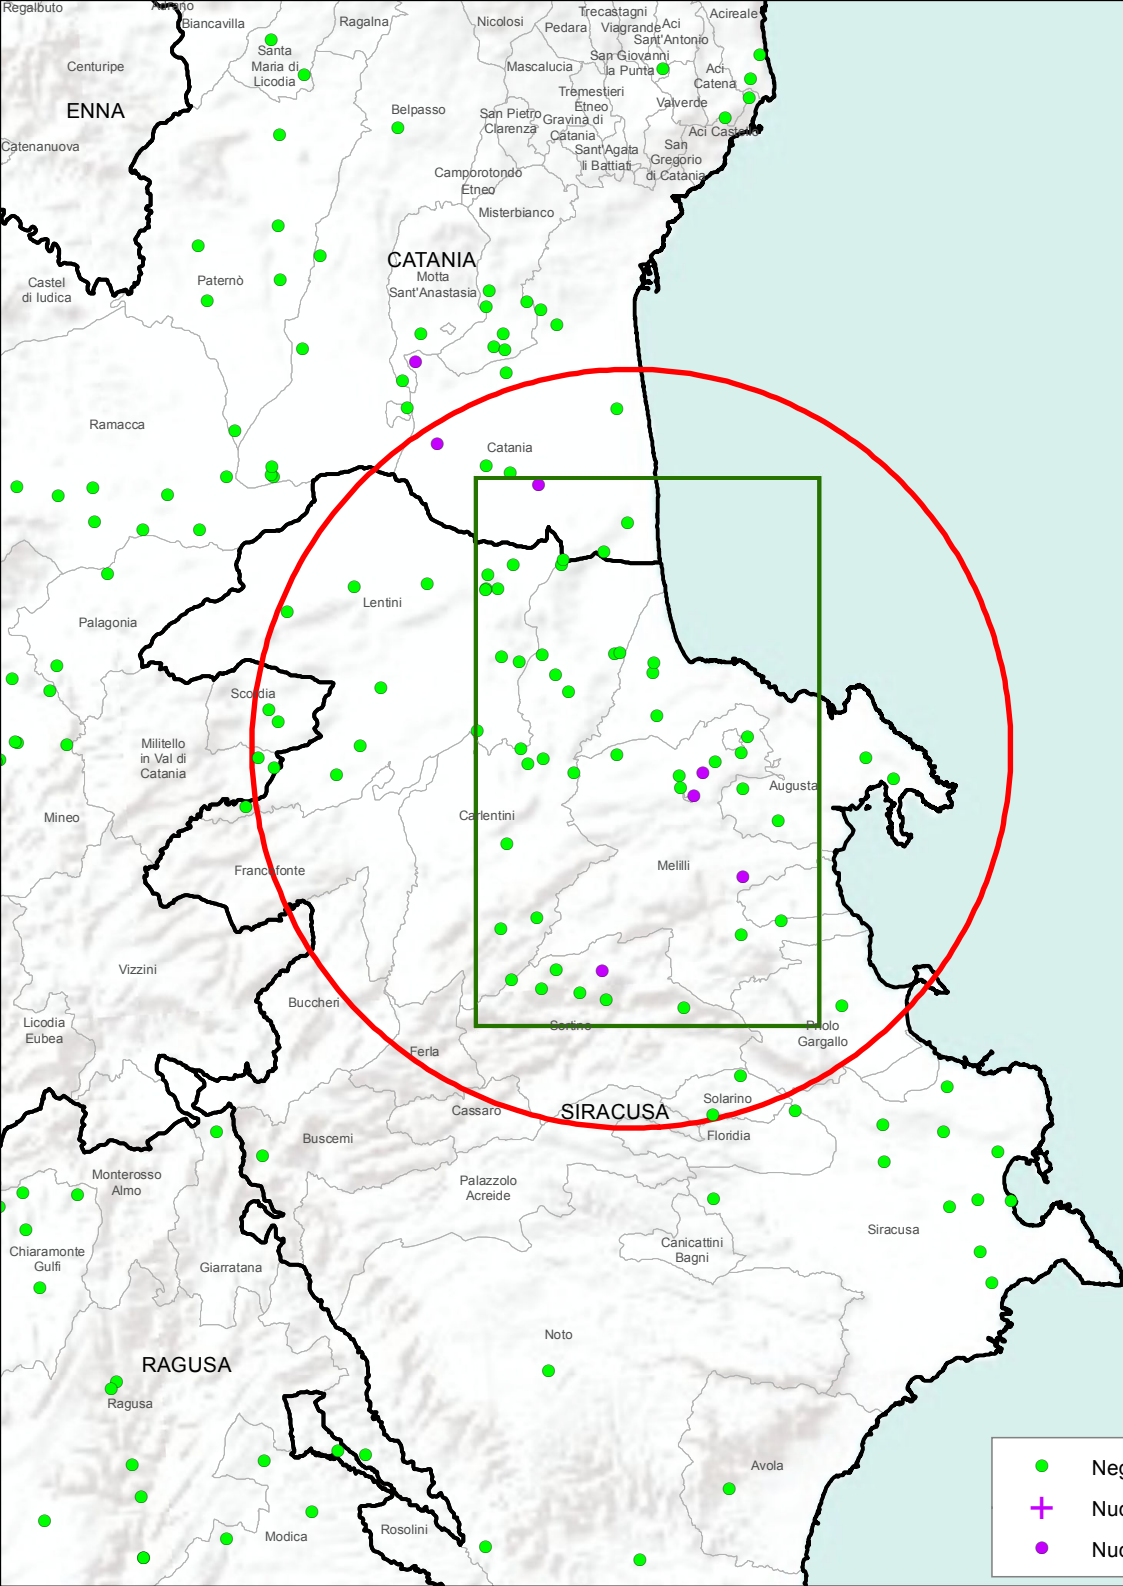 Regalbuto
Adrano
Biancavilla
Ragalna
Nicolosi
Trecastagni
Pedara
Viagrande
Aci
Sant'Antonio
Acireale
Centuripe
Santa
Maria di
Licodia
Mascalucia
San Giovanni
la Punta
Aci
Catena
ENNA
Belpasso
Tremestieri
Etneo
Valverde
San Pietro
Clarenza
Gravina di
Catania
Aci Castello
Catenanuova
Sant'Agata
li Battiati
San
Gregorio
di Catania
Camporotondo
Etneo
Misterbianco
CATANIA
Motta
Sant'Anastasia
Paternò
Castel
di Iudica
Ramacca
Catania
Lentini
Palagonia
Scordia
Militello
in Val di
Catania
Augusta
Mineo
Carlentini
Melilli
Francofonte
Vizzini
Buccheri
Licodia
Eubea
Sortino
Priolo
Gargallo
Ferla
Solarino
Cassaro
SIRACUSA
Floridia
Buscemi
Monterosso
Almo
Palazzolo
Acreide
Siracusa
Canicattini
Bagni
Chiaramonte
Gulfi
Giarratana
Noto
RAGUSA
Ragusa
Avola
Modica
Rosolini
Neg
Nuc
Nuc